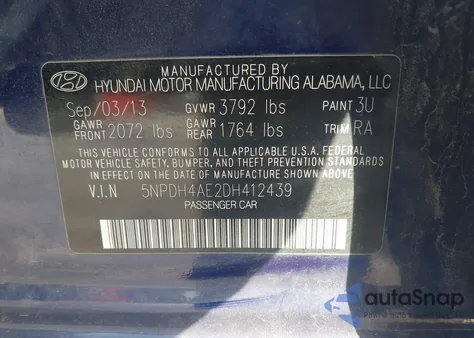 MANUFACTURED BY
HYUNDAI MOTOR MANUFACTURING ALABAMA, LLC
Sep/03/13 GVWR 3792 lbs PAINT 3U
GAWR FRONT 2072 lbs GAWR REAR 1764 lbs TRIM RA
THIS VEHICLE CONFORMS TO ALL APPLICABLE U.S.A. FEDERAL
MOTOR VEHICLE SAFETY, BUMPER, AND THEFT PREVENTION STANDARDS
IN EFFECT ON THE DATE OF MANUFACTURE SHOWN ABOVE.
V.I.N 5NPDH4AE2DH412439
PASSENGER CAR
autaSnap